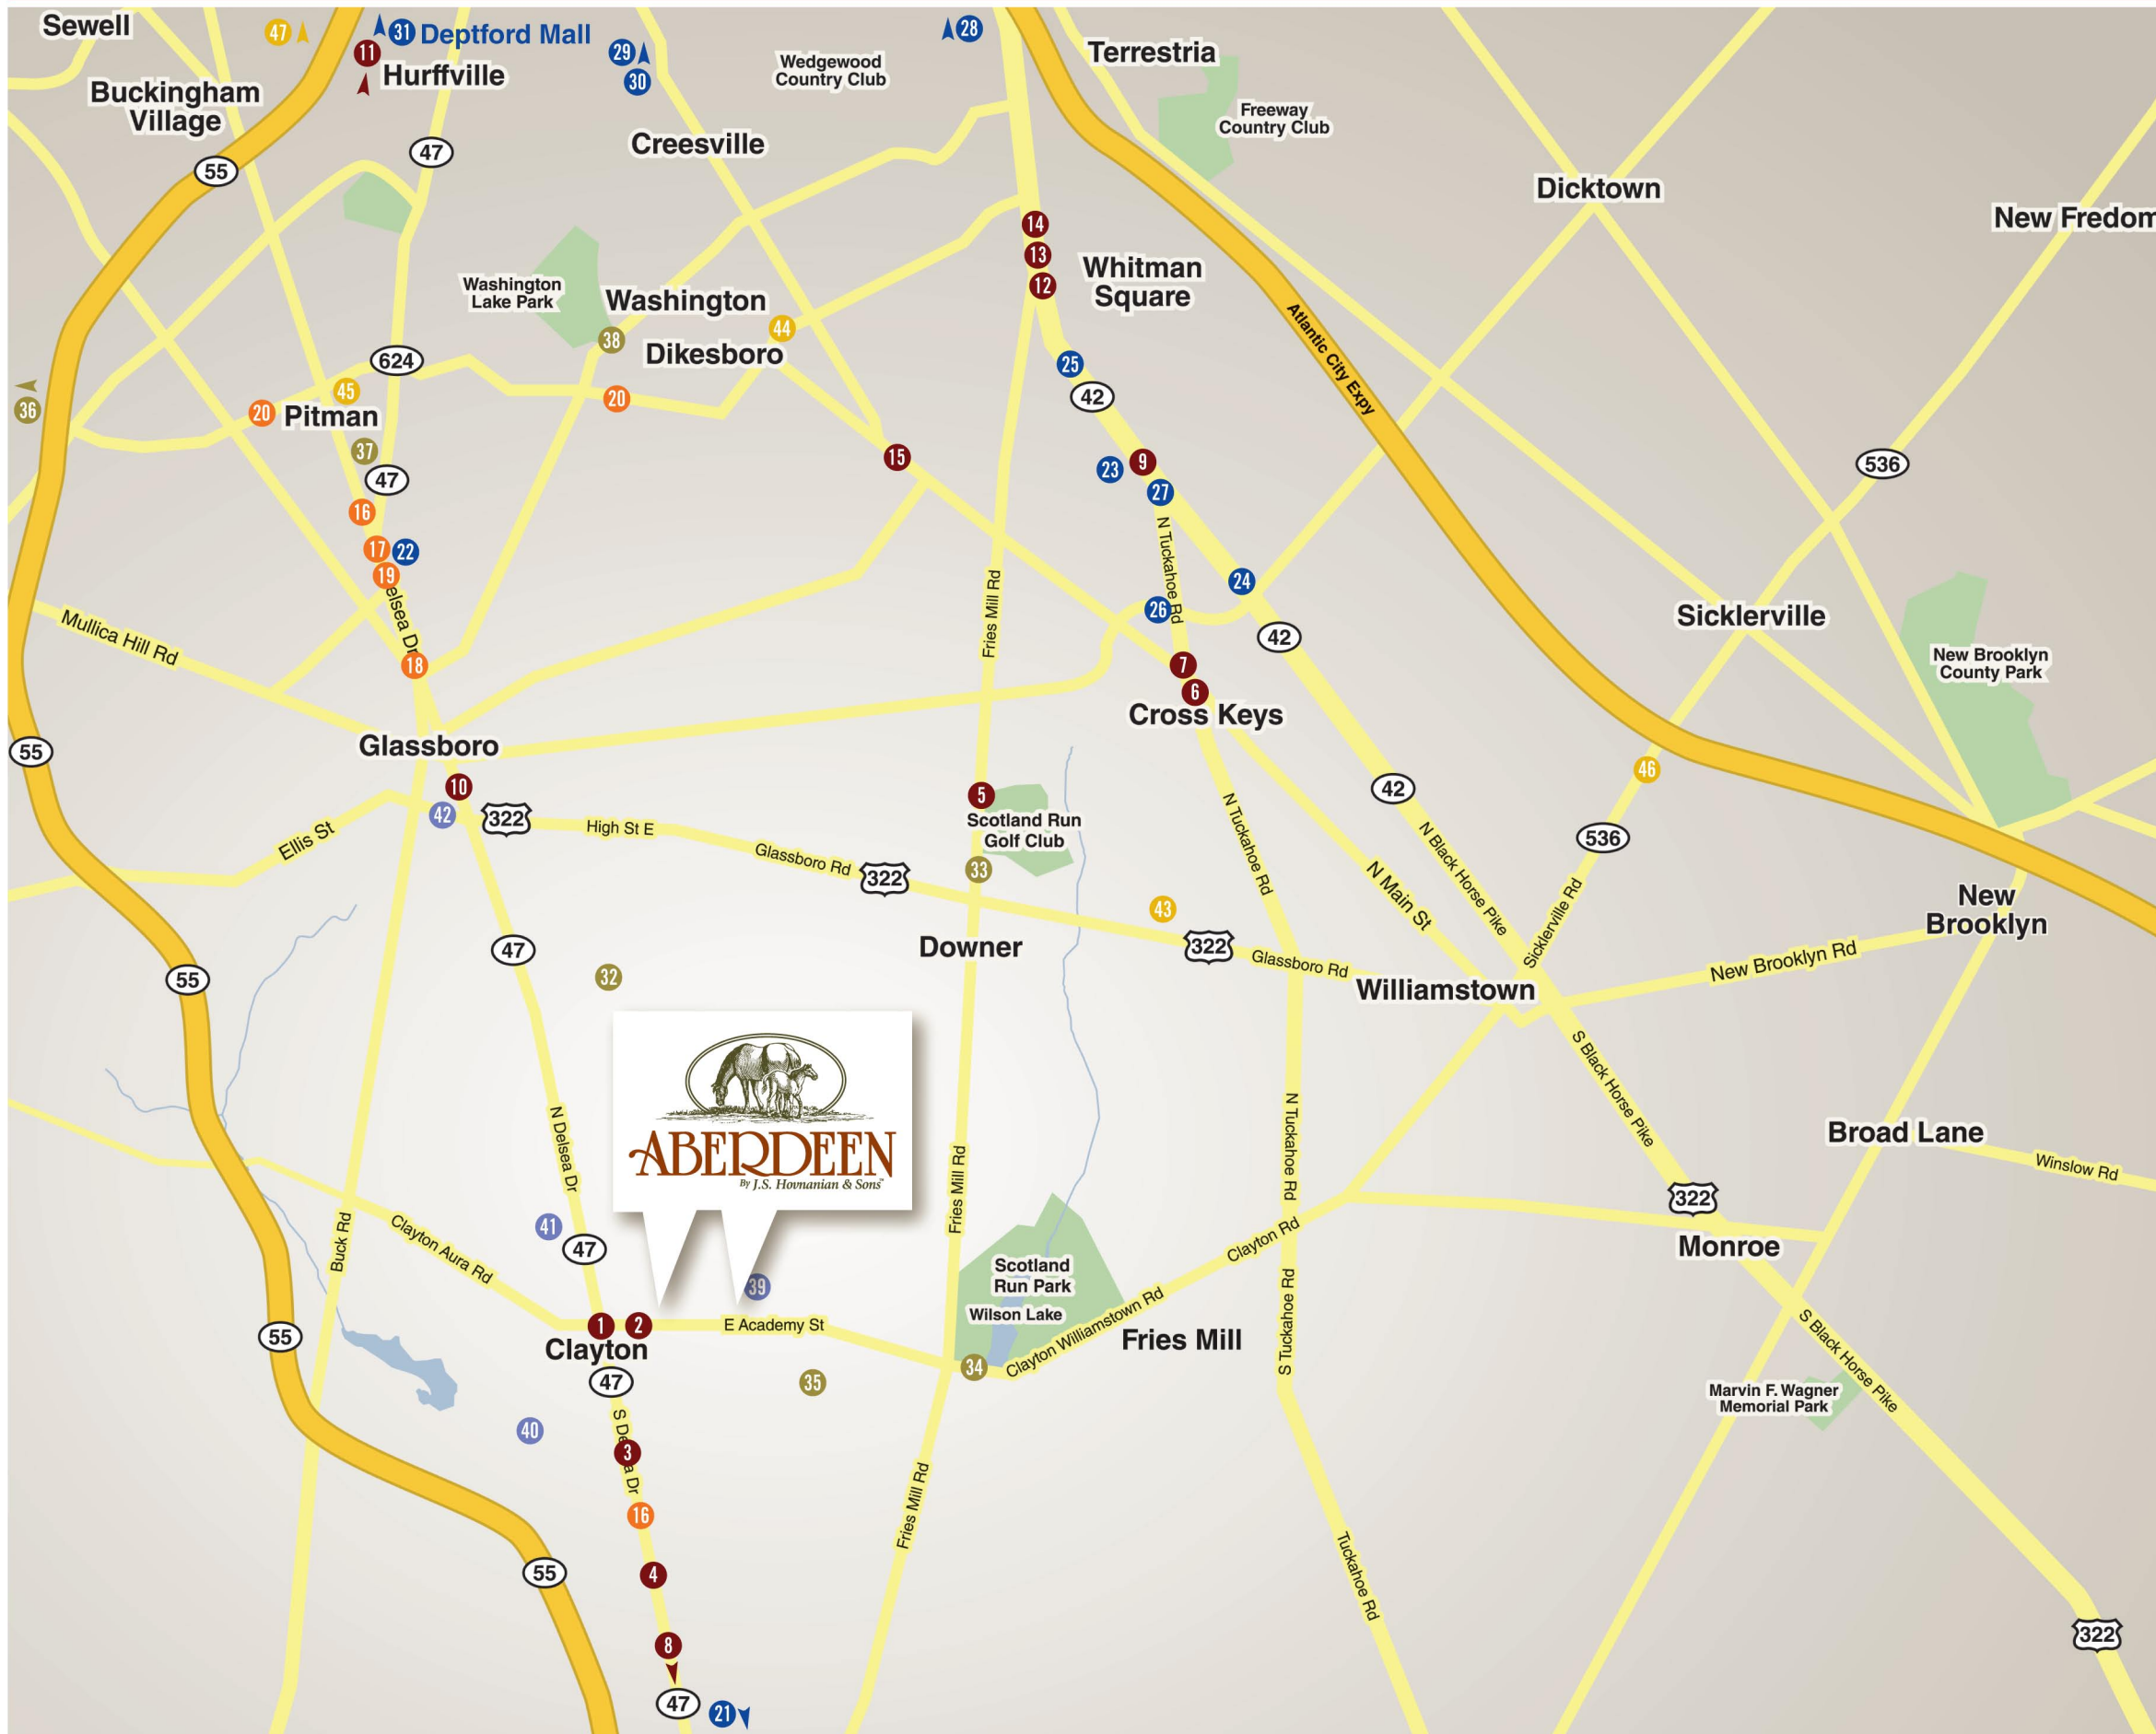 Sewell
47
31 Deptford Mall
11
Hurffville
29
30
28
Wedgewood
Country Club
Terrestria
Buckingham
Village
Freeway
Country Club
Creesville
47
55
Dicktown
New Fredom
14
13
12
Whitman
Square
Washington
Lake Park
Washington
44
38
Dikesboro
Atlantic City Expy
624
25
42
36
45
20
Pitman
20
37
47
15
23
9
27
536
16
17
22
19
elsea Dr
N Tuckahoe Rd
24
26
Fries Mill Rd
Mullica Hill Rd
42
Sicklerville
18
7
6
Cross Keys
New Brooklyn
County Park
Glassboro
55
46
10
42
322
High St E
5
Scotland Run
Golf Club
42
N Tuckahoe Rd
536
Ellis St
Glassboro Rd
322
33
N Main St
N Black Horse Pike
Sicklerville Rd
43
New
Brooklyn
47
Downer
322
Glassboro Rd
New Brooklyn Rd
32
55
Williamstown
S Black Horse Pike
ABERDEEN
By J.S. Hovnanian & Sons
N Delsea Dr
N Tuckahoe Rd
Broad Lane
Winslow Rd
Fries Mill Rd
322
41
Buck Rd
Clayton Aura Rd
47
Clayton Rd
Monroe
39
Scotland
Run Park
Wilson Lake
1
2
E Academy St
Clayton
55
34
Clayton Williamstown Rd
Fries Mill
S Tuckahoe Rd
S Black Horse Pike
47
35
Marvin F. Wagner
Memorial Park
40
S De
3
a Dr
16
Fries Mill Rd
55
4
Tuckahoe Rd
8
322
47
21